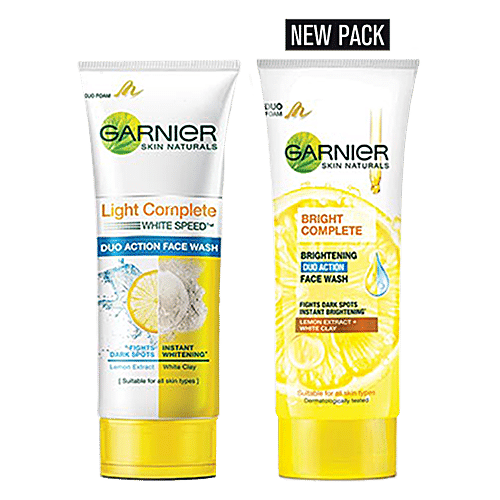 NEW PACK
DUO FOAM
GARNIER
SKIN NATURALS
Light Complete
WHITE SPEED™
DUO ACTION FACE WASH
*FIGHTS
DARK SPOTS
Lemon Extract
INSTANT
WHITENING*
White Clay
[ Suitable for all skin types ]
DUO
FOAM
GARNIER
SKIN NATURALS
BRIGHT
COMPLETE
BRIGHTENING
DUO ACTION
FACE WASH
FIGHTS DARK SPOTS
INSTANT BRIGHTENING*
LEMON EXTRACT +
WHITE CLAY
Suitable for all skin types
Dermatologically tested